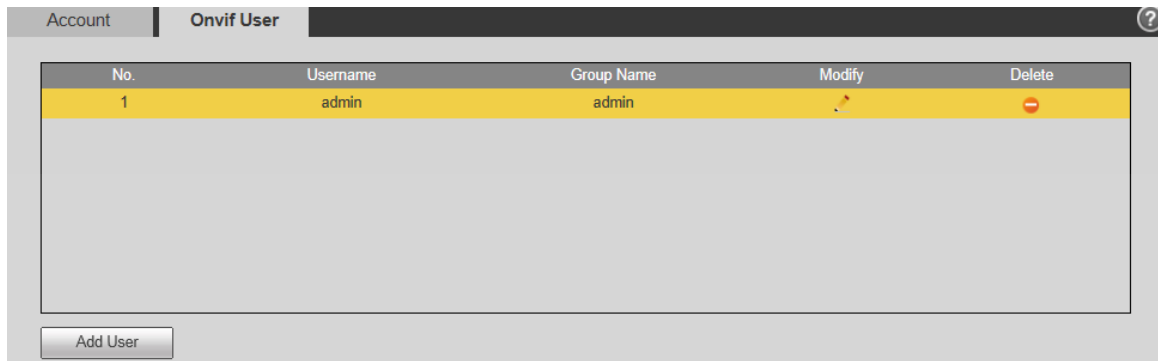 Account Onvif User ?
No. Username Group Name Modify Delete
1 admin admin
Add User